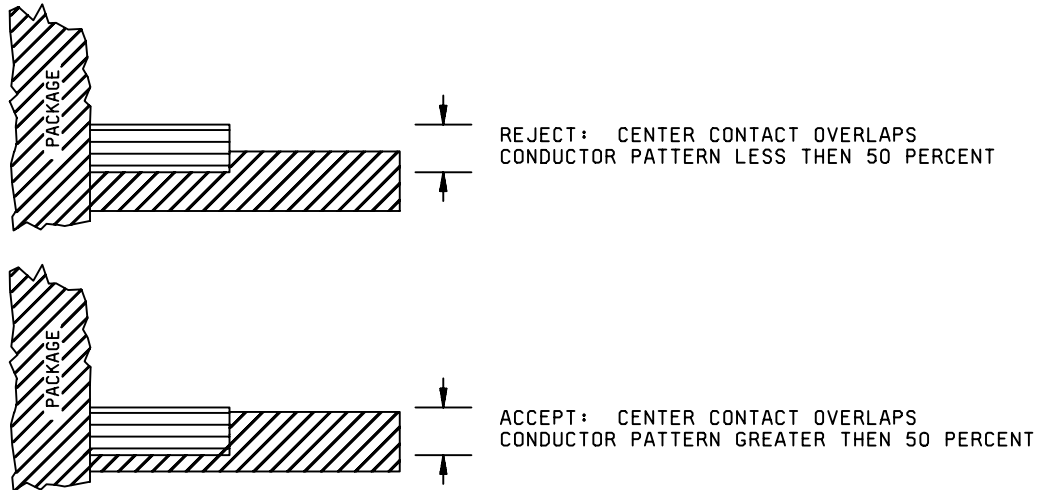 PACKAGE
REJECT: CENTER CONTACT OVERLAPS
CONDUCTOR PATTERN LESS THEN 50 PERCENT
PACKAGE
ACCEPT: CENTER CONTACT OVERLAPS
CONDUCTOR PATTERN GREATER THEN 50 PERCENT